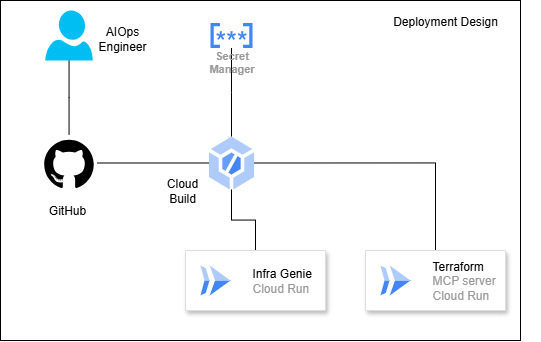 Deployment Design
AIOps
Engineer
[***]
Secret
Manager
GitHub
Cloud
Build
Infra Genie
Cloud Run
Terraform
MCP server
Cloud Run